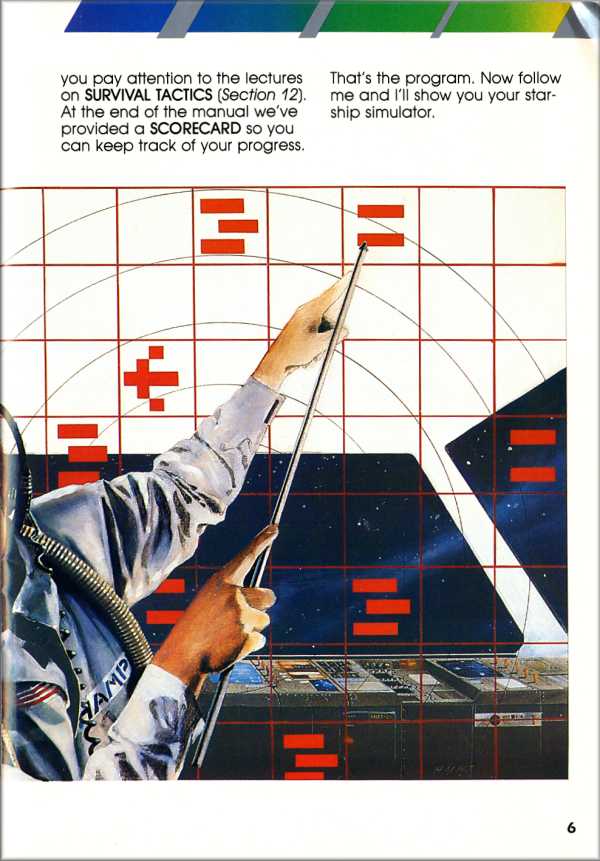 you pay attention to the lectures
on SURVIVAL TACTICS (Section 12).
At the end of the manual we've
provided a SCORECARD so you
can keep track of your progress.
That's the program. Now follow
me and I'll show you your star-
ship simulator.
6